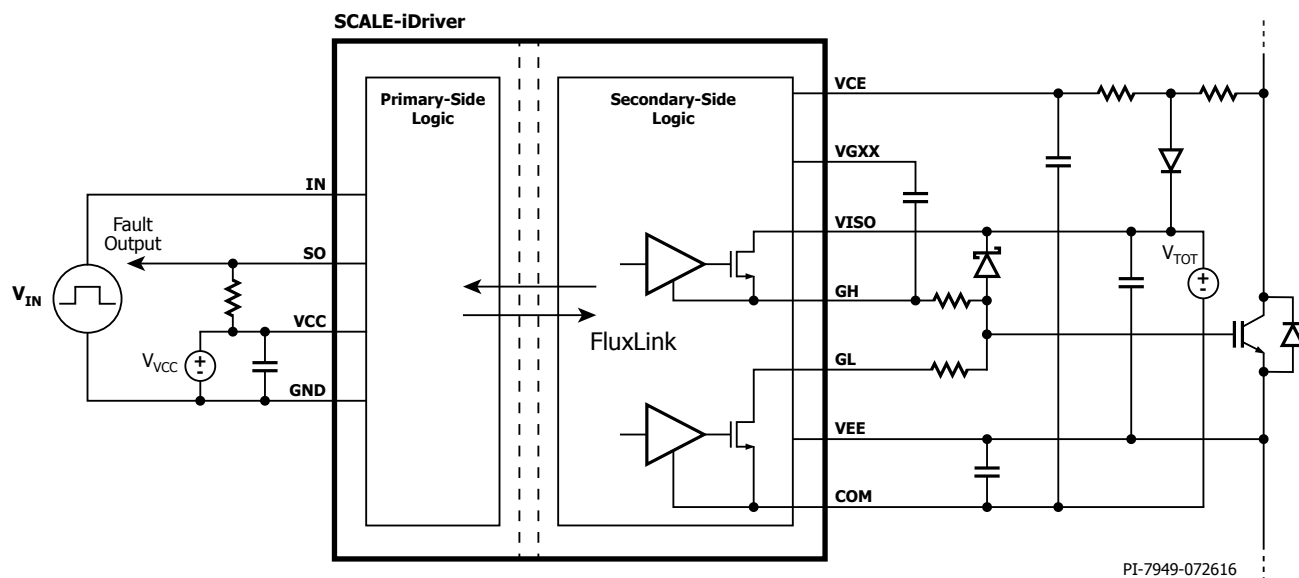 SCALE-iDriver
Primary-Side
Logic
Secondary-Side
Logic
VCE
VGXX
IN
VISO
Fault
Output
SO
VTOT
+
-
VIN
GH
VCC
FluxLink
VVCC
+
-
GL
GND
VEE
COM
PI-7949-072616